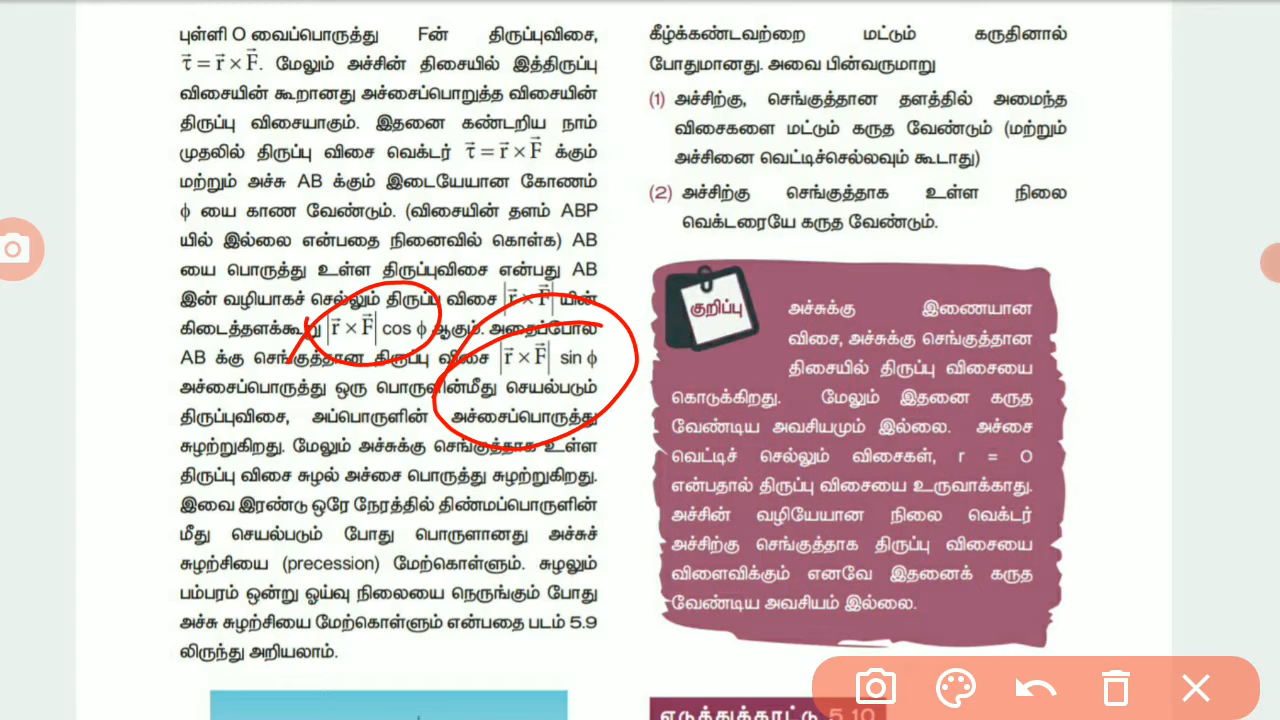 புள்ளி O வைப்பொருத்து Fன் திருப்புவிசை,
τ⃗ = r⃗ × F⃗. மேலும் அச்சின் திசையில் இத்திருப்பு
விசையின் கூறானது அச்சைப்பொறுத்த விசையின்
திருப்பு விசையாகும். இதனை கண்டறிய நாம்
முதலில் திருப்பு விசை வெக்டர் τ⃗ = r⃗ × F⃗ க்கும்
மற்றும் அச்சு AB க்கும் இடையேயான கோணம்
ϕ யை காண வேண்டும். (விசையின் தளம் ABP
யில் இல்லை என்பதை நினைவில் கொள்க) AB
யை பொருத்து உள்ள திருப்புவிசை என்பது AB
இன் வழியாகச் செல்லும் திருப்பு விசை |r⃗ × F⃗| யின்
கிடைத்தளக்கூறு |r⃗ × F⃗| cos ϕ ஆகும். அதைப்போல
AB க்கு செங்குத்தான திருப்பு விசை |r⃗ × F⃗| sin ϕ
அச்சைப்பொருத்து ஒரு பொருளின்மீது செயல்படும்
திருப்புவிசை, அப்பொருளின் அச்சைப்பொருத்து
சுழற்றுகிறது. மேலும் அச்சுக்கு செங்குத்தாக உள்ள
திருப்பு விசை சுழல் அச்சை பொருத்து சுழற்றுகிறது.
இவை இரண்டு ஒரே நேரத்தில் திண்மப்பொருளின்
மீது செயல்படும் போது பொருளானது அச்சுச்
சுழற்சியை (precession) மேற்கொள்ளும். சுழலும்
பம்பரம் ஒன்று ஓய்வு நிலையை நெருங்கும் போது
அச்சு சுழற்சியை மேற்கொள்ளும் என்பதை படம் 5.9
லிருந்து அறியலாம்.
கீழ்க்கண்டவற்றை மட்டும் கருதினால்
போதுமானது. அவை பின்வருமாறு
(1) அச்சிற்கு, செங்குத்தான தளத்தில் அமைந்த
விசைகளை மட்டும் கருத வேண்டும் (மற்றும்
அச்சினை வெட்டிச்செல்லவும் கூடாது)
(2) அச்சிற்கு செங்குத்தாக உள்ள நிலை
வெக்டரையே கருத வேண்டும்.
குறிப்பு
அச்சுக்கு இணையான
விசை, அச்சுக்கு செங்குத்தான
திசையில் திருப்பு விசையை
கொடுக்கிறது. மேலும் இதனை கருத
வேண்டிய அவசியமும் இல்லை. அச்சை
வெட்டிச் செல்லும் விசைகள், r = O
என்பதால் திருப்பு விசையை உருவாக்காது.
அச்சின் வழியேயான நிலை வெக்டர்
அச்சிற்கு செங்குத்தாக திருப்பு விசையை
விளைவிக்கும் எனவே இதனைக் கருத
வேண்டிய அவசியம் இல்லை.
எடுத்துக்காட்டு 5.10